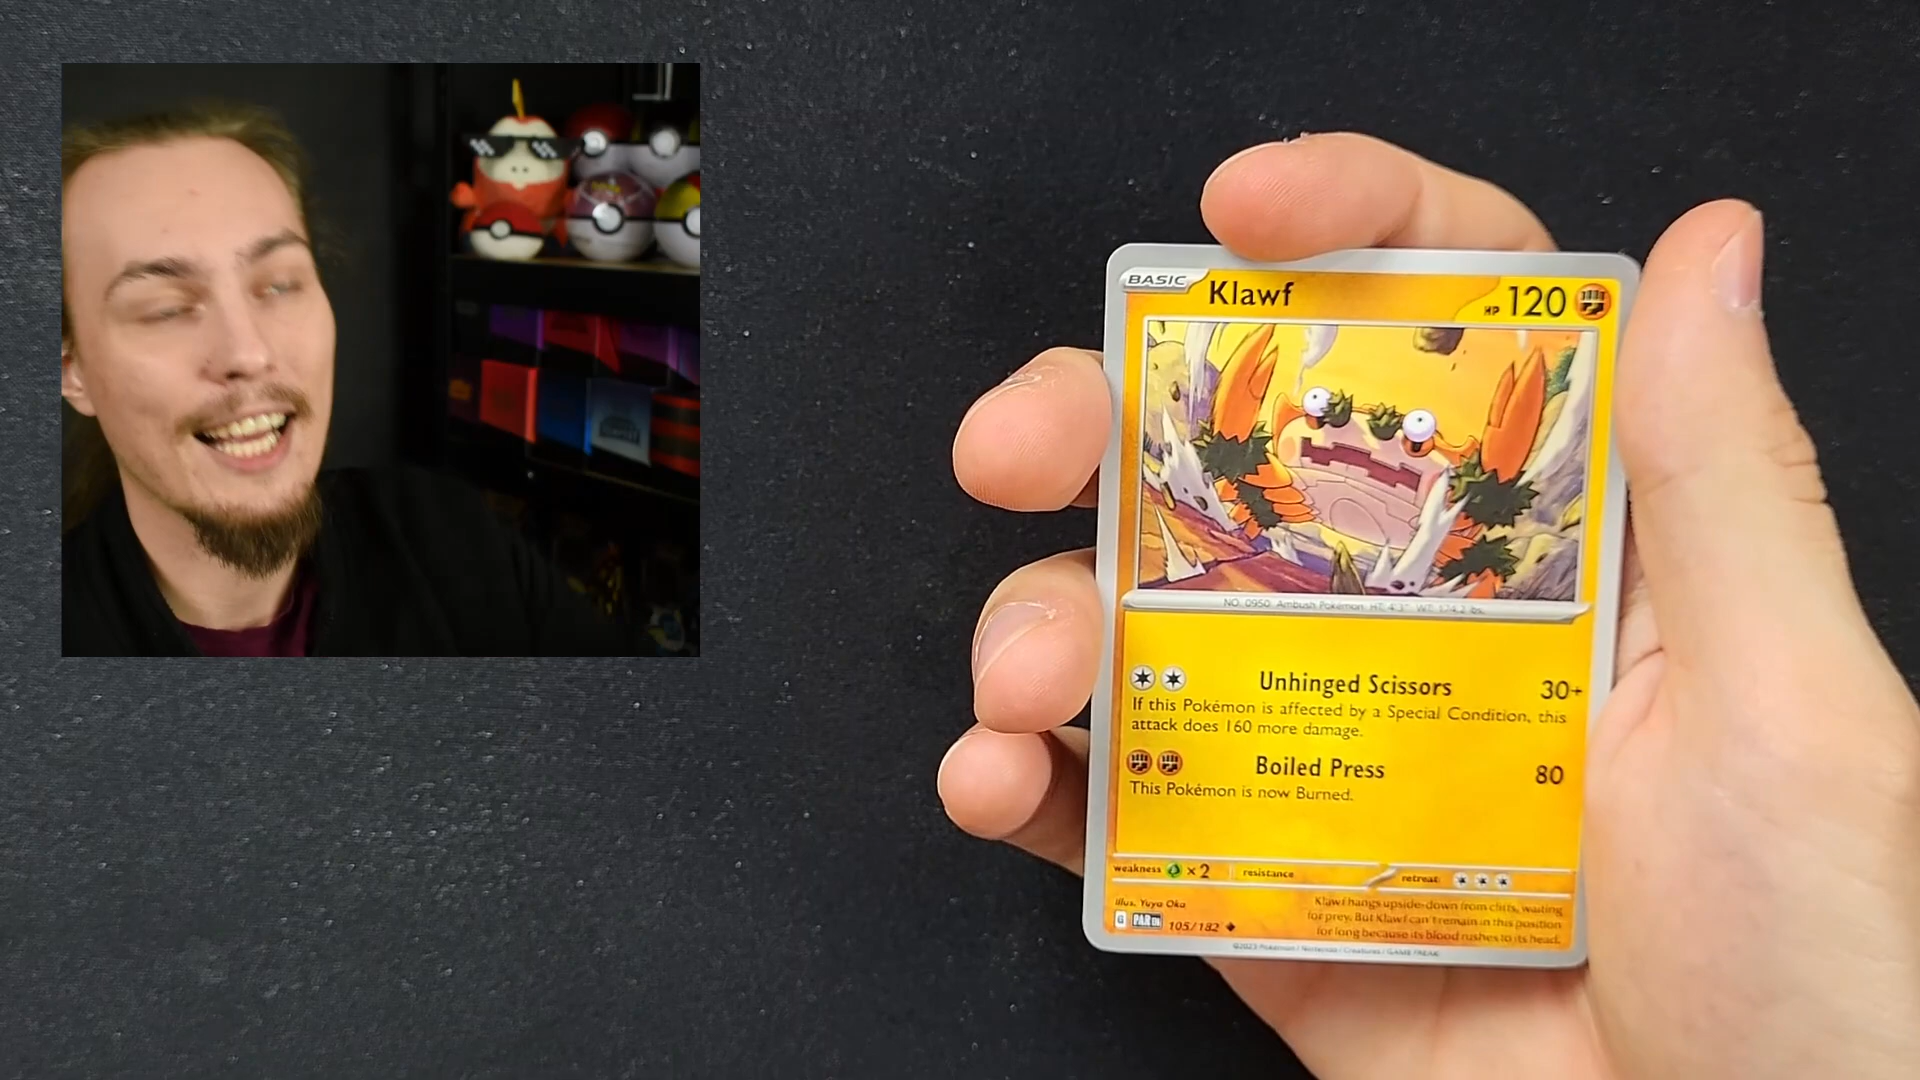 BASIC
Klawf
HP 120
NO. 0950 Ambush Pokémon HT: 4'3" WT: 174.2 lbs.
Unhinged Scissors 30+
If this Pokémon is affected by a Special Condition, this
attack does 160 more damage.
Boiled Press 80
This Pokémon is now Burned.
weakness ×2 resistance retreat
Illus. Yuya Oka
Klawf hangs upside-down from cliffs, waiting
for prey. But Klawf can't remain in this position
for long because its blood rushes to its head.
G PAR EN 105/182
©2023 Pokémon / Nintendo / Creatures / GAME FREAK